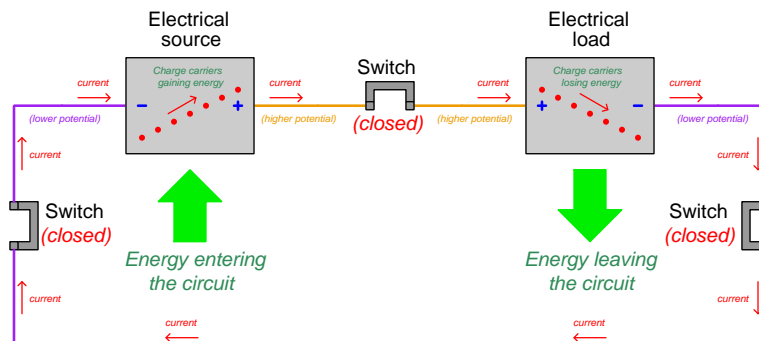 Electrical
source
Electrical
load
Charge carriers
gaining energy
Switch
Charge carriers
losing energy
current
current
current
current
- +
+ -
(lower potential)
(higher potential)
(closed)
(higher potential)
(lower potential)
current
current
Switch
(closed)
Switch
(closed)
Energy entering
the circuit
Energy leaving
the circuit
current
current
current
current